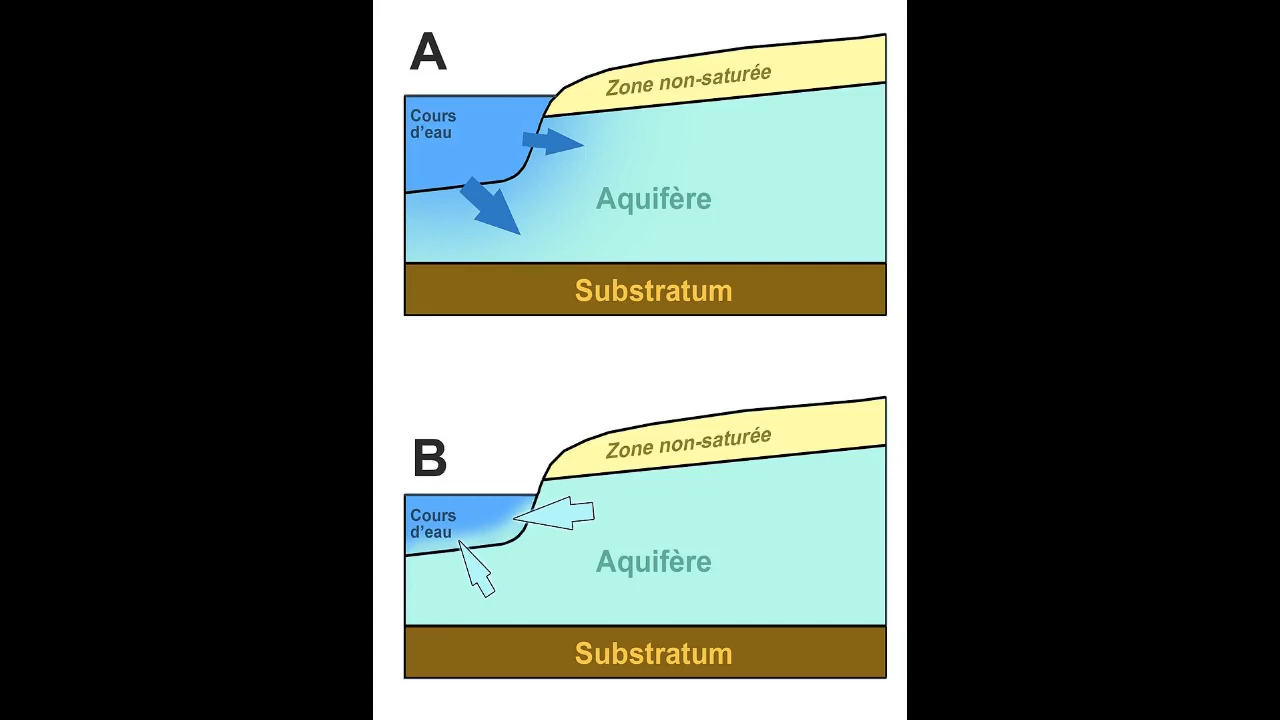 A
Zone non-saturée
Cours
d'eau
Aquifère
Substratum
B
Zone non-saturée
Cours
d'eau
Aquifère
Substratum